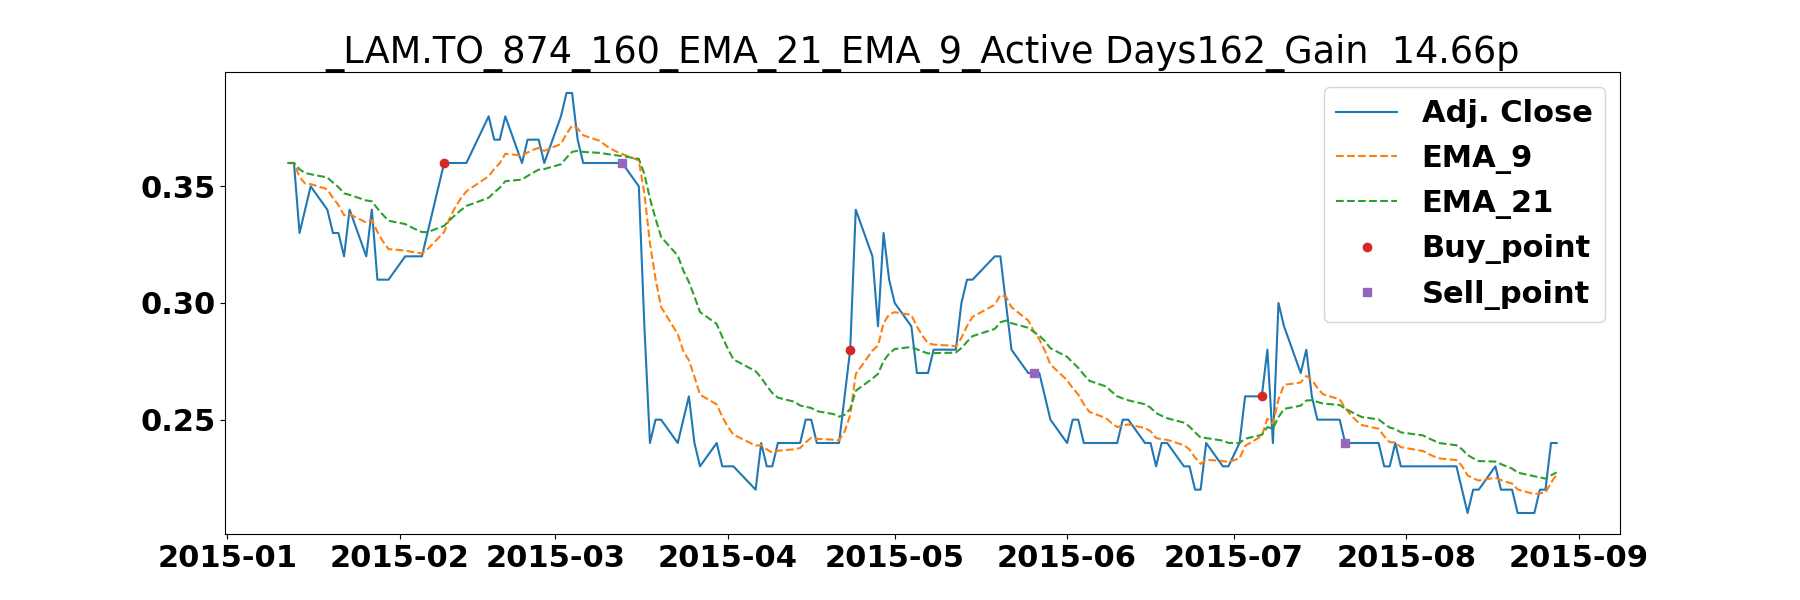 _LAM.TO_874_160_EMA_21_EMA_9_Active Days162_Gain  14.66p
Adj. Close
EMA_9
EMA_21
Buy_point
Sell_point
0.35
0.30
0.25
2015-01
2015-02
2015-03
2015-04
2015-05
2015-06
2015-07
2015-08
2015-09